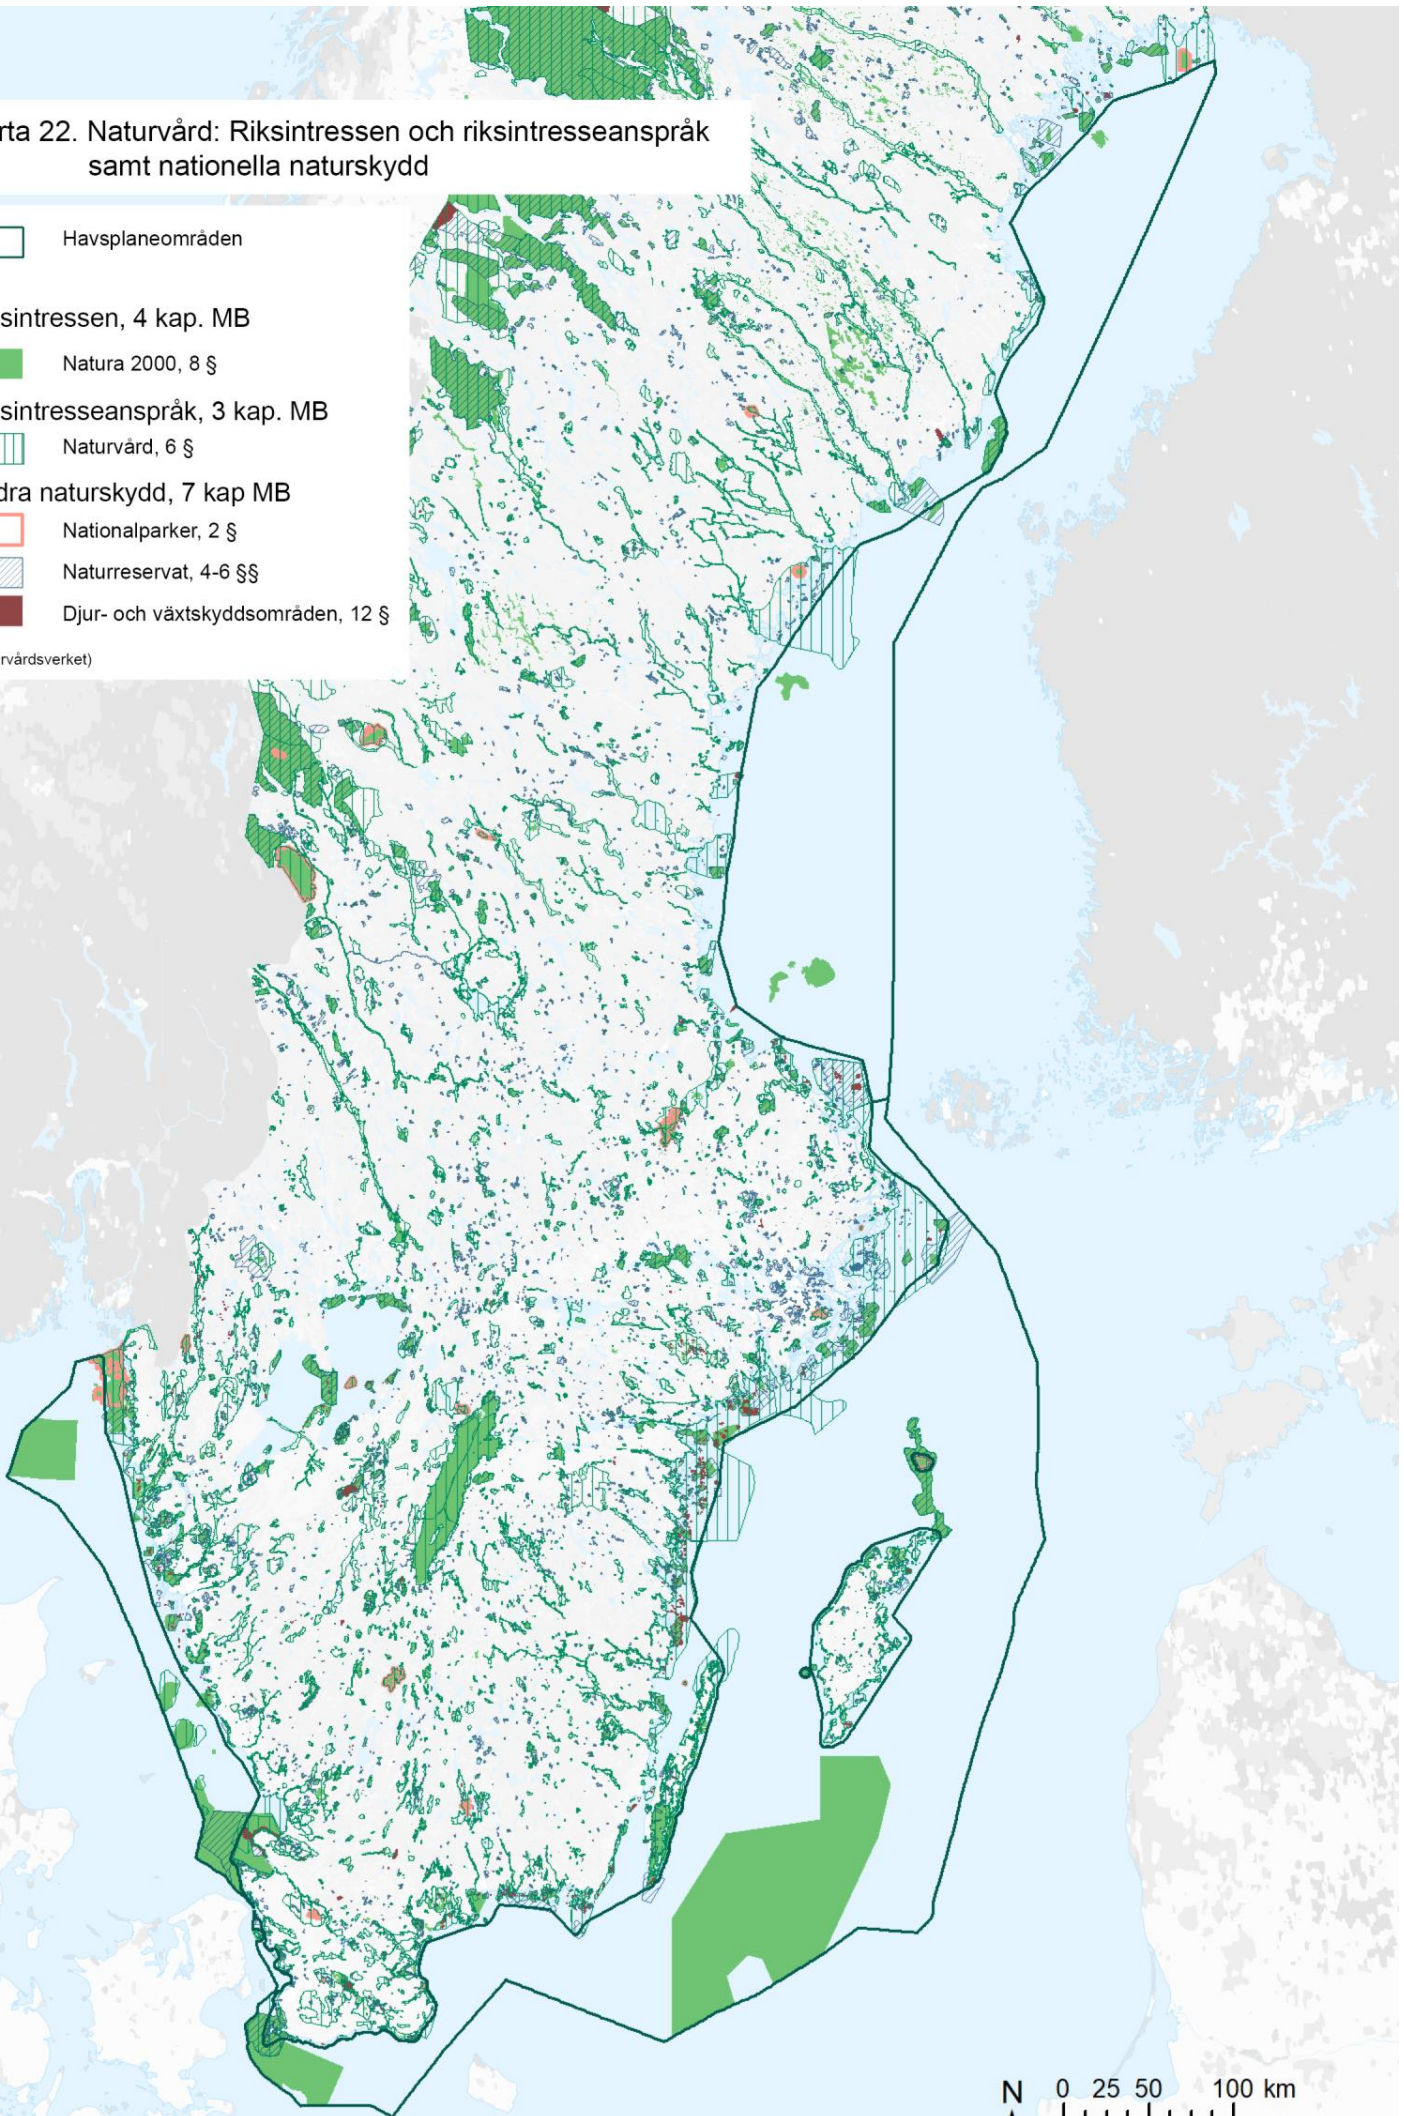 rta 22. Naturvård: Riksintressen och riksintresseanspråk
samt nationella naturskydd
Havsplaneområden
sintressen, 4 kap. MB
Natura 2000, 8 §
sintresseanspråk, 3 kap. MB
Naturvård, 6 §
dra naturskydd, 7 kap MB
Nationalparker, 2 §
Naturreservat, 4-6 §§
Djur- och växtskyddsområden, 12 §
rvårdsverket)
N 0 25 50 100 km